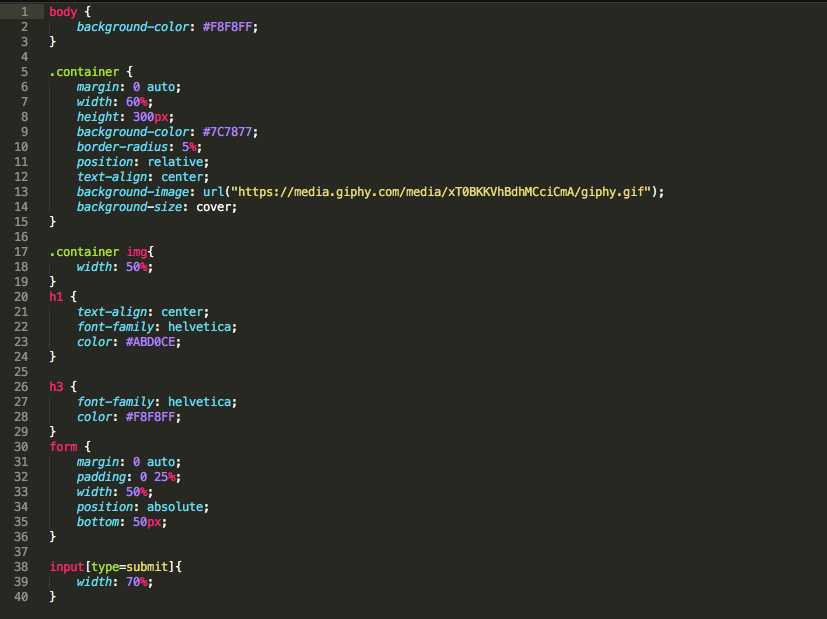 1 body {
2 background-color: #F8F8FF;
3 }
4
5 .container {
6 margin: 0 auto;
7 width: 60%;
8 height: 300px;
9 background-color: #7C7877;
10 border-radius: 5%;
11 position: relative;
12 text-align: center;
13 background-image: url("https://media.giphy.com/media/xT0BKKVhBdhMCciCmA/giphy.gif");
14 background-size: cover;
15 }
16
17 .container img{
18 width: 50%;
19 }
20 h1 {
21 text-align: center;
22 font-family: helvetica;
23 color: #ABD0CE;
24 }
25
26 h3 {
27 font-family: helvetica;
28 color: #F8F8FF;
29 }
30 form {
31 margin: 0 auto;
32 padding: 0 25%;
33 width: 50%;
34 position: absolute;
35 bottom: 50px;
36 }
37
38 input[type=submit]{
39 width: 70%;
40 }